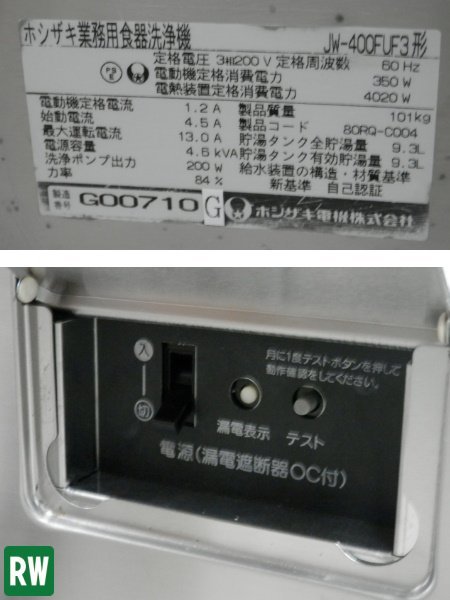 ホシザキ業務用食器洗浄機 JW-400FUF3形
定格電圧 3相200V 定格周波数 60Hz
電動機定格消費電力 350W
電熱装置定格消費電力 4020W
電動機定格電流 1.2A 製品質量 101kg
始動電流 4.5A 製品コード 80RQ-C004
最大運転電流 13.0A 貯湯タンク全貯湯量 9.3L
電源容量 4.5kVA 貯湯タンク有効貯湯量 9.3L
洗浄ポンプ出力 200W 給水装置の構造・材質基準
力率 84% 新基準 自己認証
製造番号 G00710 G ホシザキ電機株式会社
入
切
月に1度テストボタンを押して
動作確認をしてください。
漏電表示 テスト
電源(漏電遮断器OC付)
RW